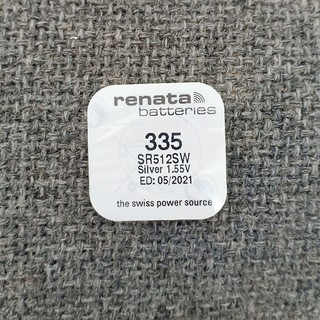 renata
batteries
335
SR512SW
Silver 1.55V
ED: 05/2021
the swiss power source